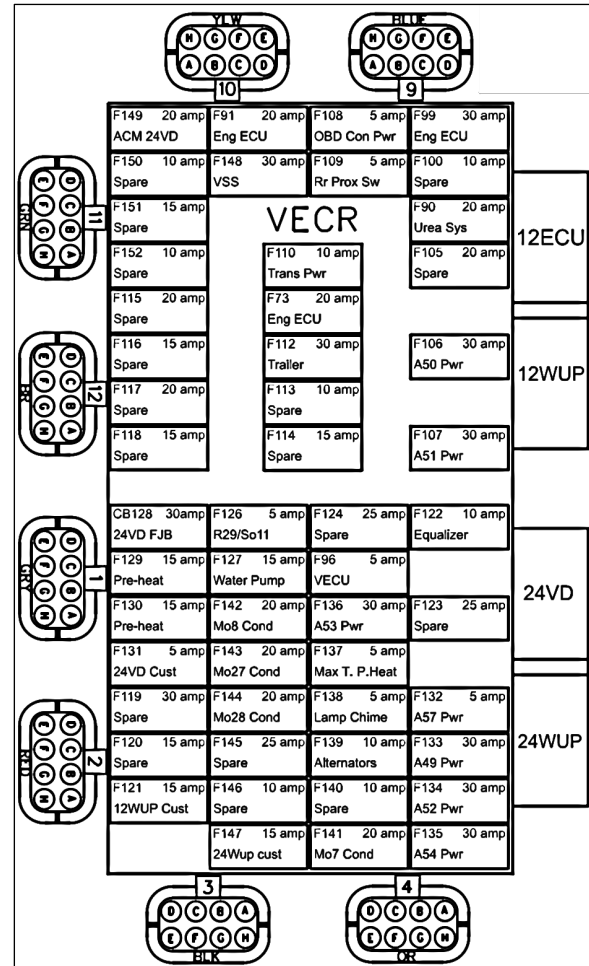 YLW
H G F E
A B C D
10
BLUE
H G F E
A B C D
9
F149 20 amp
ACM 24VD
F91 20 amp
Eng ECU
F108 5 amp
OBD Con Pwr
F99 30 amp
Eng ECU
F150 10 amp
Spare
F148 30 amp
VSS
F109 5 amp
Rr Prox Sw
F100 10 amp
Spare
F151 15 amp
Spare
VECR
F90 20 amp
Urea Sys
F152 10 amp
Spare
F110 10 amp
Trans Pwr
F105 20 amp
Spare
F115 20 amp
Spare
F73 20 amp
Eng ECU
F116 15 amp
Spare
F112 30 amp
Trailer
F106 30 amp
A50 Pwr
F117 20 amp
Spare
F113 10 amp
Spare
F118 15 amp
Spare
F114 15 amp
Spare
F107 30 amp
A51 Pwr
CB128 30amp
24VD FJB
F126 5 amp
R29/So11
F124 25 amp
Spare
F122 10 amp
Equalizer
F129 15 amp
Pre-heat
F127 15 amp
Water Pump
F96 5 amp
VECU
F130 15 amp
Pre-heat
F142 20 amp
Mo8 Cond
F136 30 amp
A53 Pwr
F123 25 amp
Spare
F131 5 amp
24VD Cust
F143 20 amp
Mo27 Cond
F137 5 amp
Max T. P.Heat
F119 30 amp
Spare
F144 20 amp
Mo28 Cond
F138 5 amp
Lamp Chime
F132 5 amp
A57 Pwr
F120 15 amp
Spare
F145 25 amp
Spare
F139 10 amp
Alternators
F133 30 amp
A49 Pwr
F121 15 amp
12WUP Cust
F146 10 amp
Spare
F140 10 amp
Spare
F134 30 amp
A52 Pwr
F147 15 amp
24Wup cust
F141 20 amp
Mo7 Cond
F135 30 amp
A54 Pwr
12ECU
12WUP
24VD
24WUP
11
D C B A
E F G H
GRN
12
D C B A
E F G H
BR
1
D C B A
E F G H
GRY
2
D C B A
E F G H
RED
3
D C B A
E F G H
BLK
4
D C B A
E F G H
OR